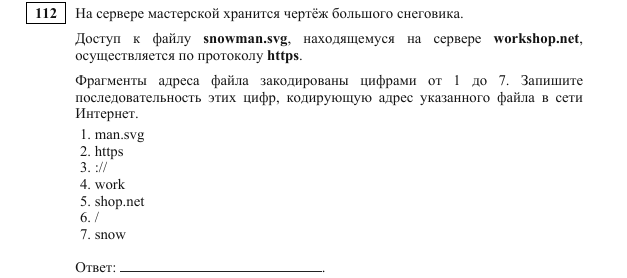 112 На сервере мастерской хранится чертёж большого снеговика.
Доступ к файлу snowman.svg, находящемуся на сервере workshop.net,
осуществляется по протоколу https.
Фрагменты адреса файла закодированы цифрами от 1 до 7. Запишите
последовательность этих цифр, кодирующую адрес указанного файла в сети
Интернет.
1. man.svg
2. https
3. ://
4. work
5. shop.net
6. /
7. snow
Ответ: ____________________________.